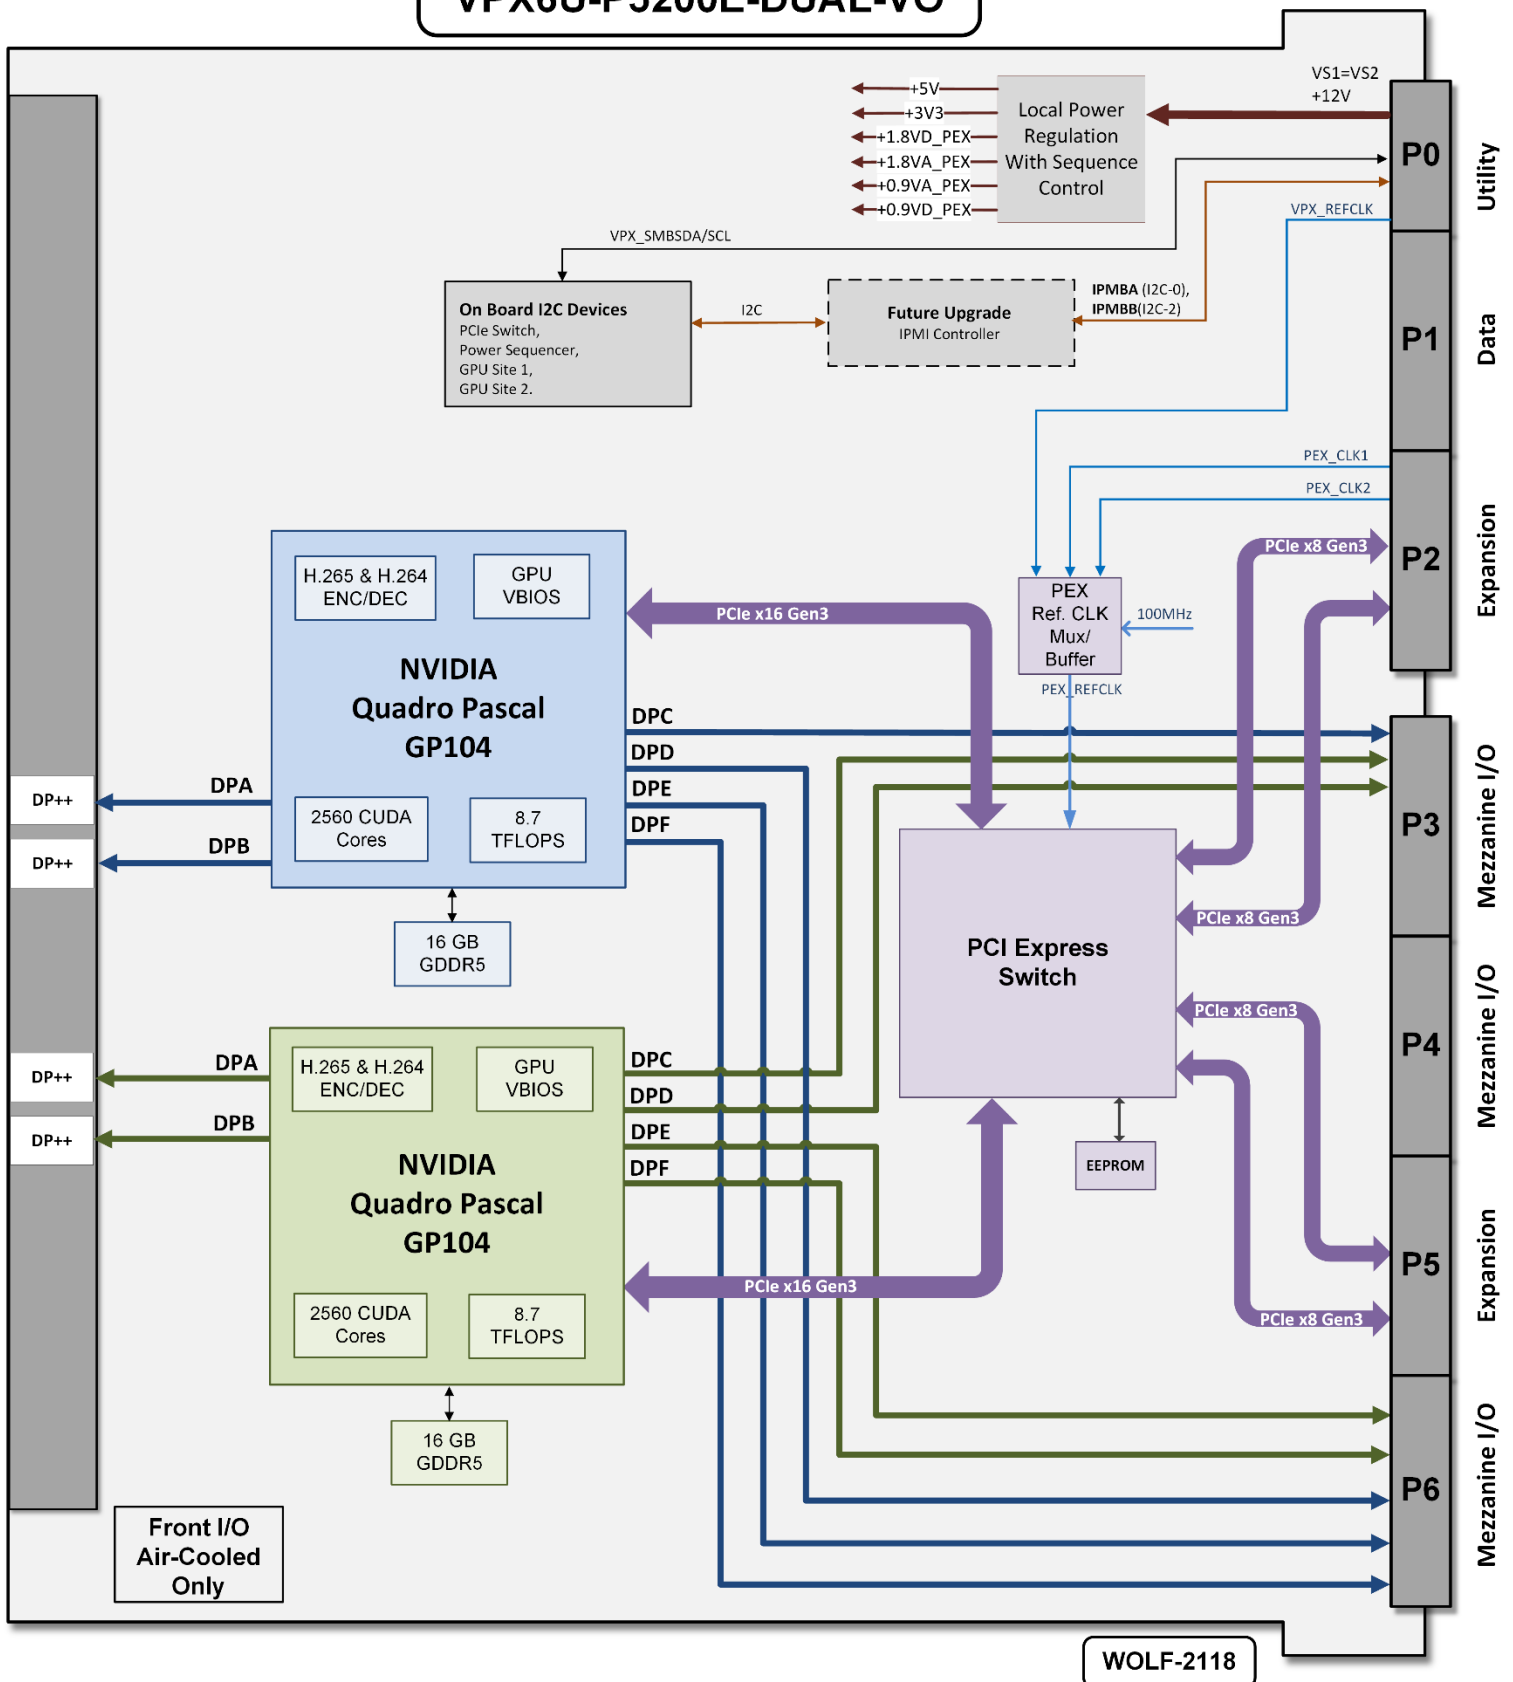 VPX6U-P5200E-DUAL-VO
VS1=VS2
+12V
+5V
+3V3
+1.8VD_PEX
+1.8VA_PEX
+0.9VA_PEX
+0.9VD_PEX
Local Power
Regulation
With Sequence
Control
P0
Utility
VPX_REFCLK
VPX_SMBSDA/SCL
On Board I2C Devices
PCIe Switch,
Power Sequencer,
GPU Site 1,
GPU Site 2.
I2C
Future Upgrade
IPMI Controller
IPMBA (I2C-0),
IPMBB(I2C-2)
P1
Data
PEX_CLK1
PEX_CLK2
P2
Expansion
PCIe x8 Gen3
PEX
Ref. CLK
Mux/
Buffer
100MHz
PEX_REFCLK
H.265 & H.264
ENC/DEC
GPU
VBIOS
NVIDIA
Quadro Pascal
GP104
2560 CUDA
Cores
8.7
TFLOPS
PCIe x16 Gen3
DPC
DPD
DPE
DPF
DPA
DP++
DPB
DP++
16 GB
GDDR5
P3
Mezzanine I/O
PCI Express
Switch
PCIe x8 Gen3
PCIe x8 Gen3
P4
Mezzanine I/O
EEPROM
H.265 & H.264
ENC/DEC
GPU
VBIOS
NVIDIA
Quadro Pascal
GP104
2560 CUDA
Cores
8.7
TFLOPS
DPC
DPD
DPE
DPF
DPA
DP++
DPB
DP++
PCIe x16 Gen3
PCIe x8 Gen3
P5
Expansion
16 GB
GDDR5
P6
Mezzanine I/O
Front I/O
Air-Cooled
Only
WOLF-2118